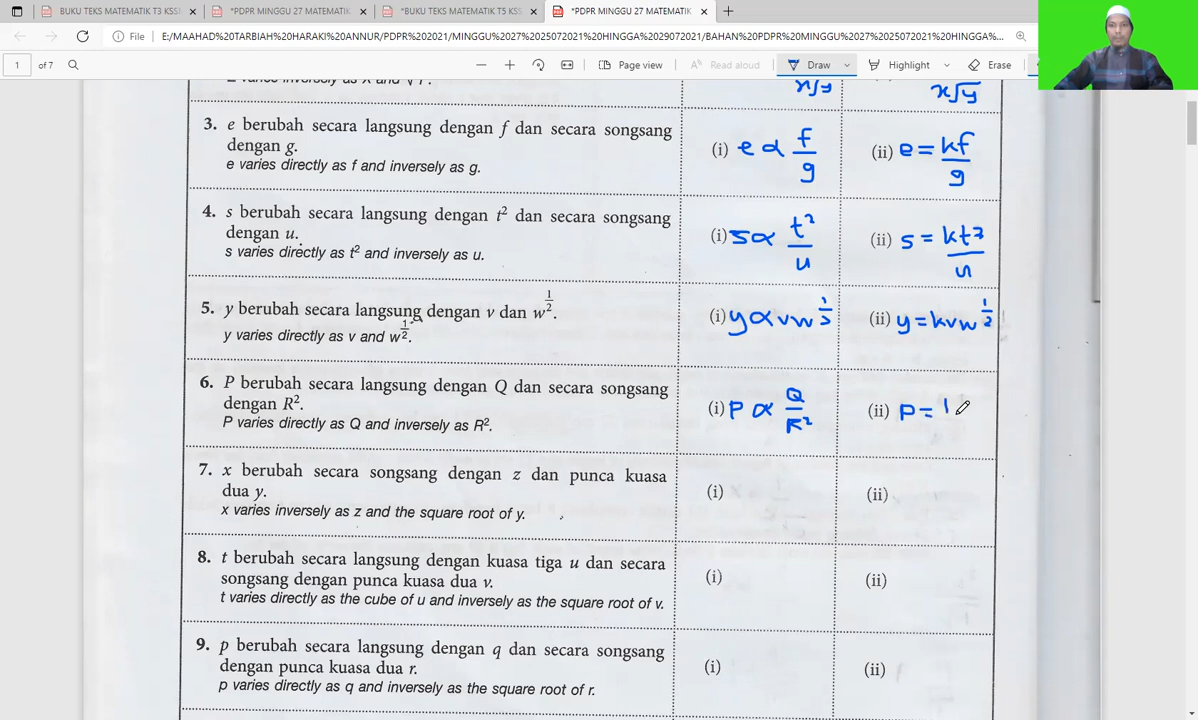 BUKU TEKS MATEMATIK T3 KSSI
*PDPR MINGGU 27 MATEMATIK
*BUKU TEKS MATEMATIK T5 KSS
*PDPR MINGGU 27 MATEMATIK
File
E:/MAAHAD%20TARBIAH%20HARAKI%20ANNUR/PDPR%202021/MINGGU%2027%2025072021%20HINGGA%2029072021/BAHAN%20PDPR%20MINGGU%2027%2025072021%20HINGGA%...
1 of 7
Page view
Read aloud
Draw
Highlight
Erase
x√y
x√y
3. e berubah secara langsung dengan f dan secara songsang
dengan g.
e varies directly as f and inversely as g.
(i) e ∝ f/g
(ii) e = kf/g
4. s berubah secara langsung dengan t² dan secara songsang
dengan u.
s varies directly as t² and inversely as u.
(i) s ∝ t²/u
(ii) s = kt²/u
5. y berubah secara langsung dengan v dan w^1/2.
y varies directly as v and w^1/2.
(i) y ∝ vw^1/2
(ii) y = kvw^1/2
6. P berubah secara langsung dengan Q dan secara songsang
dengan R².
P varies directly as Q and inversely as R².
(i) P ∝ Q/R²
(ii) P =
7. x berubah secara songsang dengan z dan punca kuasa
dua y.
x varies inversely as z and the square root of y.
(i)
(ii)
8. t berubah secara langsung dengan kuasa tiga u dan secara
songsang dengan punca kuasa dua v.
t varies directly as the cube of u and inversely as the square root of v.
(i)
(ii)
9. p berubah secara langsung dengan q dan secara songsang
dengan punca kuasa dua r.
p varies directly as q and inversely as the square root of r.
(i)
(ii)